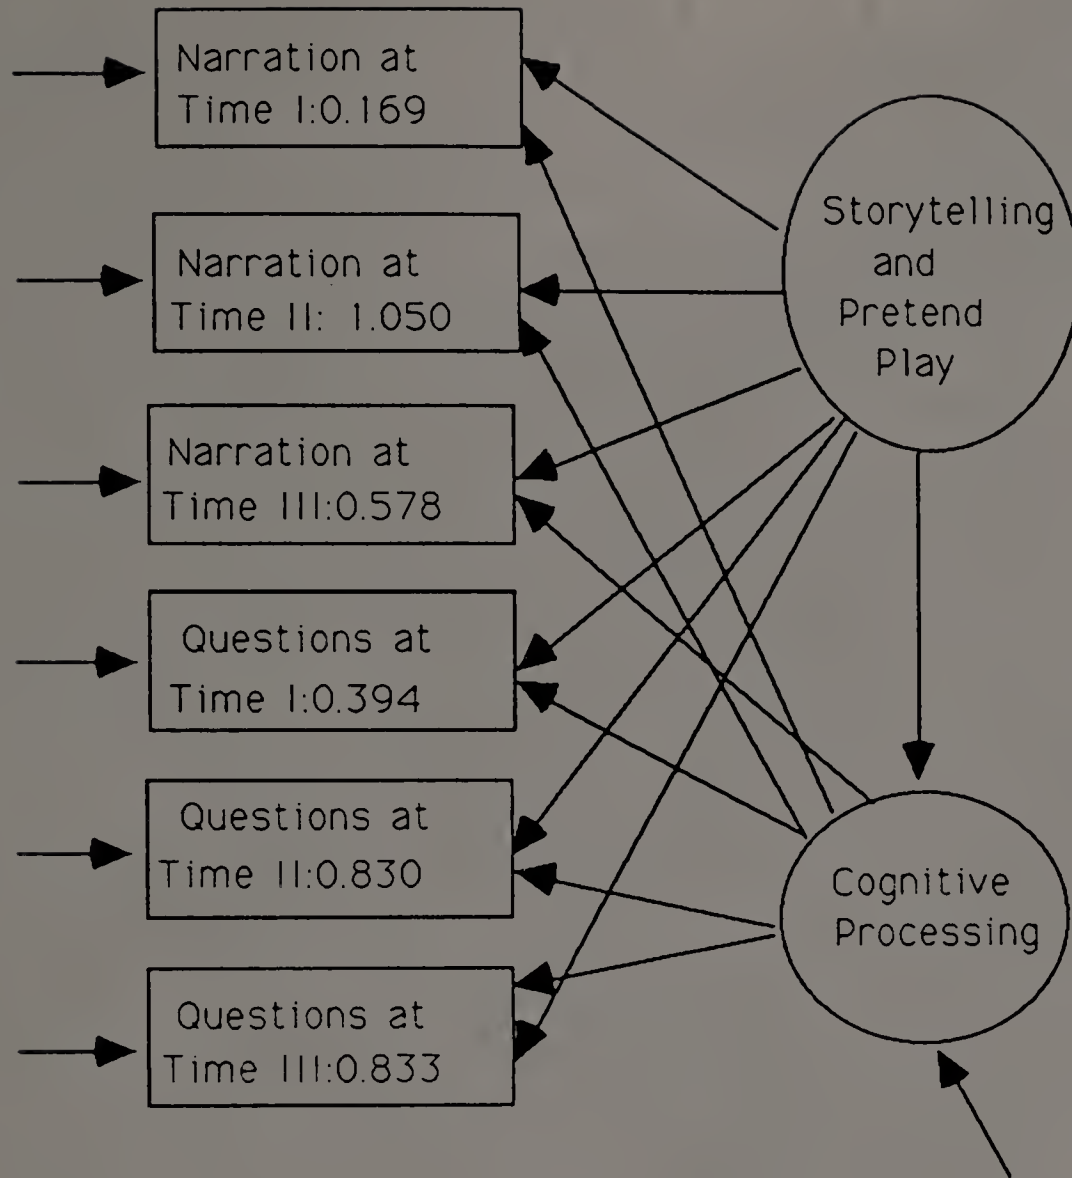 Narration at
Time I:0.169
Narration at
Time II: 1.050
Narration at
Time III:0.578
Questions at
Time I:0.394
Questions at
Time II:0.830
Questions at
Time III:0.833
Storytelling
and
Pretend
Play
Cognitive
Processing